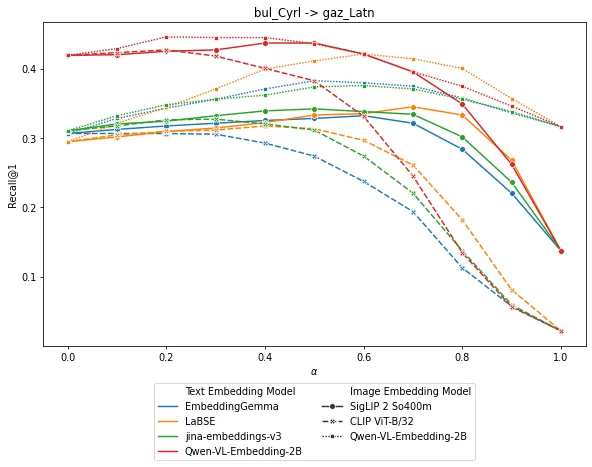 bul_Cyrl -> gaz_Latn
Recall@1
0.4
0.3
0.2
0.1
0.0
0.2
0.4
0.6
0.8
1.0
α
Text Embedding Model
EmbeddingGemma
LaBSE
jina-embeddings-v3
Qwen-VL-Embedding-2B
Image Embedding Model
SigLIP 2 So400m
CLIP ViT-B/32
Qwen-VL-Embedding-2B